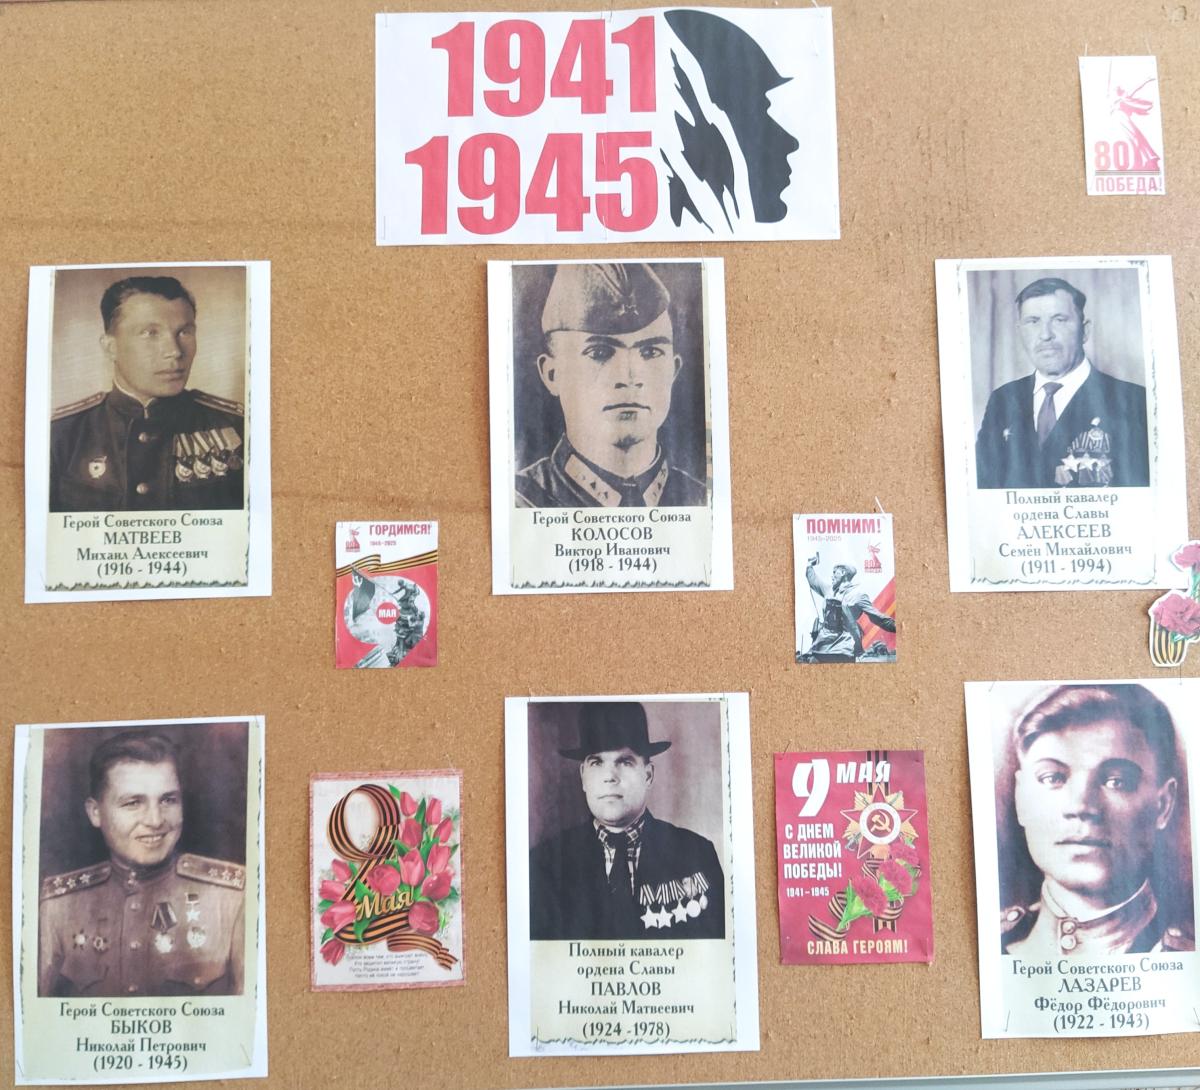 1941
1945
80
ПОБЕДА!
Герой Советского Союза
МАТВЕЕВ
Михаил Алексеевич
(1916 - 1944)
Герой Советского Союза
КОЛОСОВ
Виктор Иванович
(1918 - 1944)
Полный кавалер
ордена Славы
АЛЕКСЕЕВ
Семён Михайлович
(1911 - 1994)
ГОРДИМСЯ!
1945-2025
80
МАЯ
ПОМНИМ!
1945-2025
80
Герой Советского Союза
БЫКОВ
Николай Петрович
(1920 - 1945)
9
Мая
Полный кавалер
ордена Славы
ПАВЛОВ
Николай Матвеевич
(1924 -1978)
9 МАЯ
С ДНЕМ
ВЕЛИКОЙ
ПОБЕДЫ!
1941-1945
СЛАВА ГЕРОЯМ!
Герой Советского Союза
ЛАЗАРЕВ
Фёдор Фёдорович
(1922 - 1943)